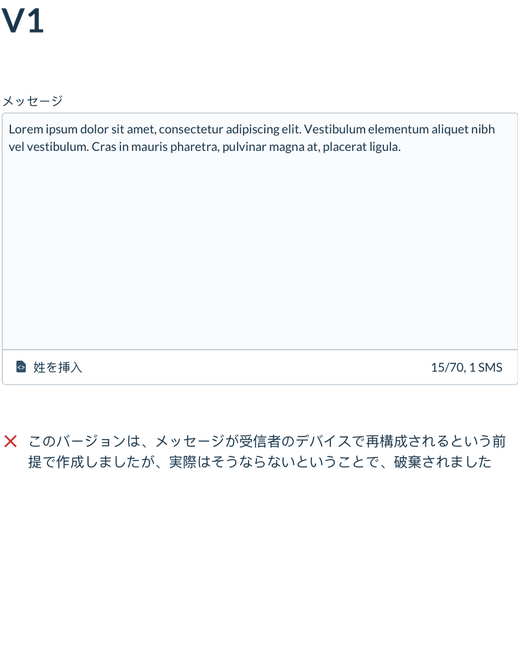 V1
メッセージ
Lorem ipsum dolor sit amet, consectetur adipiscing elit. Vestibulum elementum aliquet nibh
vel vestibulum. Cras in mauris pharetra, pulvinar magna at, placerat ligula.
姓を挿入
15/70, 1 SMS
このバージョンは、メッセージが受信者のデバイスで再構成されるという前
提で作成しましたが、実際はそうならないということで、破棄されました